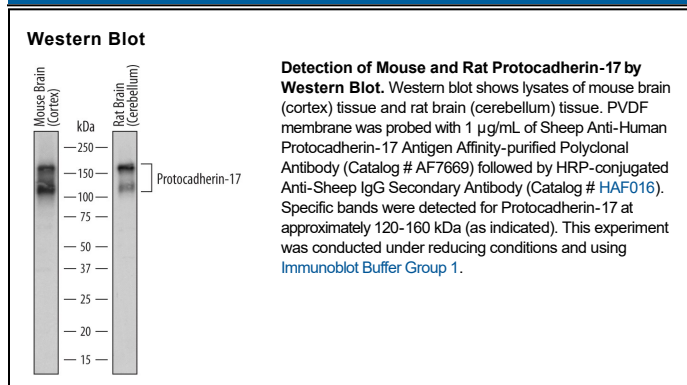 Western Blot
Mouse Brain
(Cortex)
kDa
Rat Brain
(Cerebellum)
250
150
100
75
50
37
25
20
15
Protocadherin-17
Detection of Mouse and Rat Protocadherin-17 by
Western Blot. Western blot shows lysates of mouse brain
(cortex) tissue and rat brain (cerebellum) tissue. PVDF
membrane was probed with 1 µg/mL of Sheep Anti-Human
Protocadherin-17 Antigen Affinity-purified Polyclonal
Antibody (Catalog # AF7669) followed by HRP-conjugated
Anti-Sheep IgG Secondary Antibody (Catalog # HAF016).
Specific bands were detected for Protocadherin-17 at
approximately 120-160 kDa (as indicated). This experiment
was conducted under reducing conditions and using
Immunoblot Buffer Group 1.